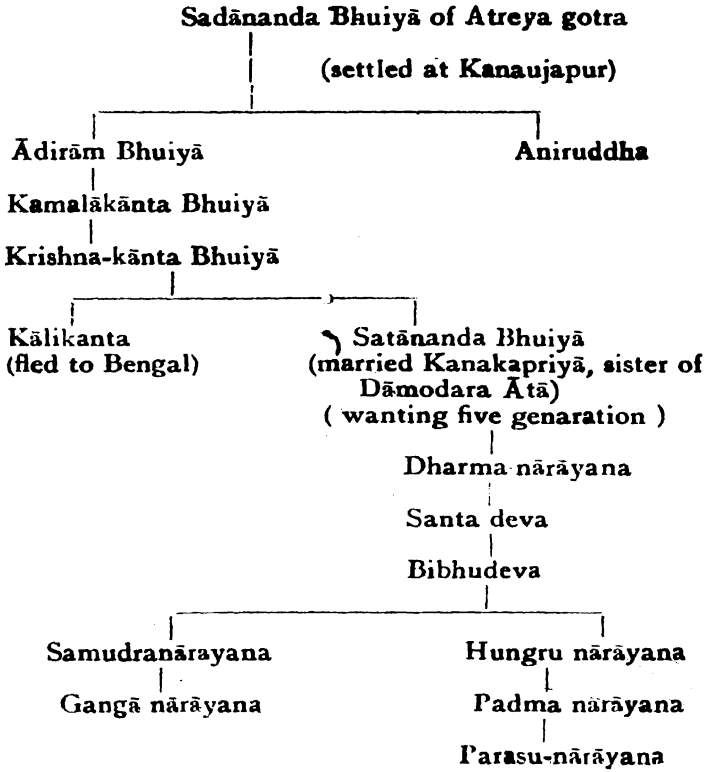 Sadānanda Bhuiyā of Atreya gotra
(settled at Kanaujapur)
Ādirām Bhuiyā Aniruddha
Kamalākānta Bhuiyā
Krishna-kānta Bhuiyā
Kālikanta Satānanda Bhuiyā
(fled to Bengal) (married Kanakapriyā, sister of
Dāmodara Ātā)
( wanting five genaration )
Dharma nārāyana
Santa deva
Bibhudeva
Samudranārayana Hungru nārāyana
Gangā nārāyana Padma nārāyana
Parasu-nārāyana